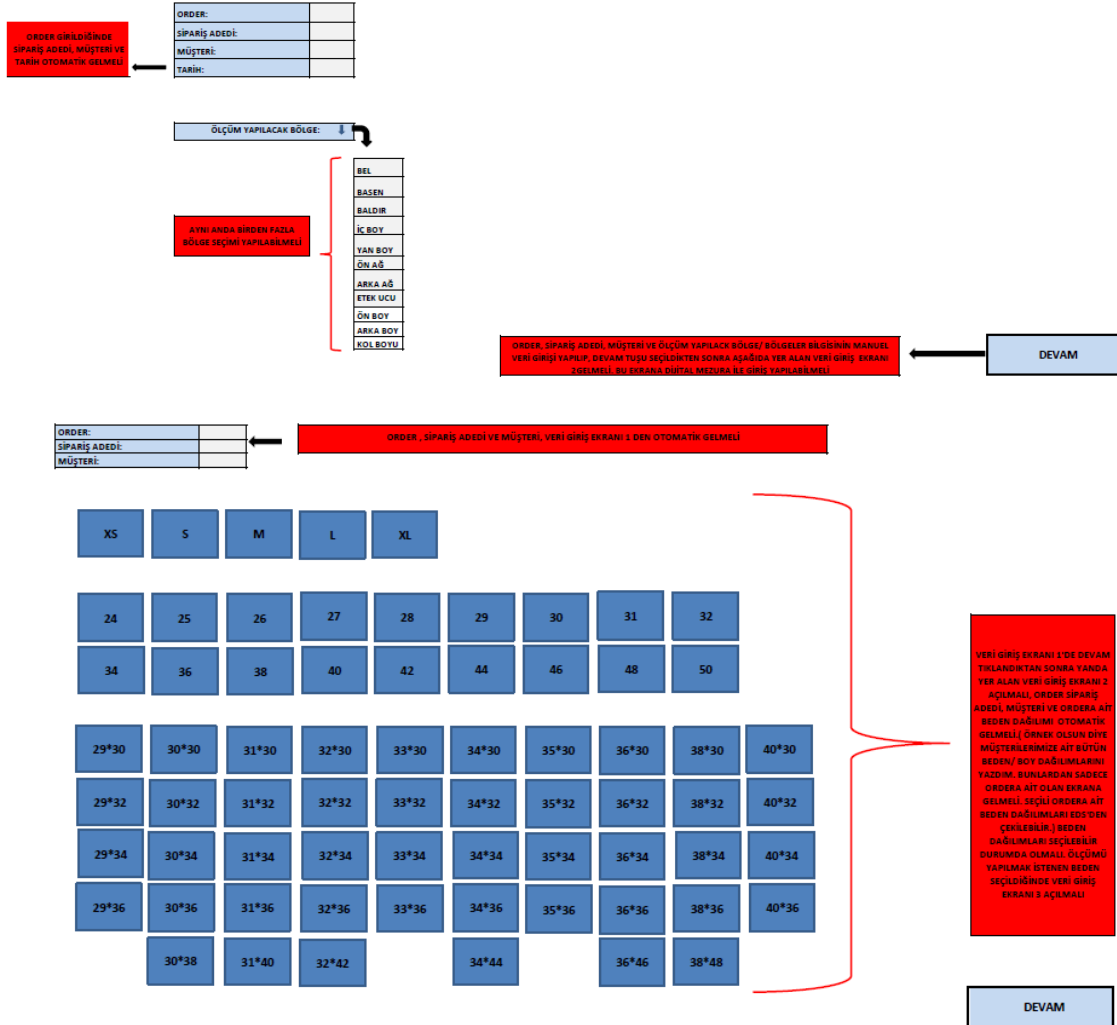 ORDER:
SİPARİŞ ADEDİ:
MÜŞTERİ:
TARİH:
ORDER GİRİLDİĞİNDE
SİPARİŞ ADEDİ, MÜŞTERİ VE
TARİH OTOMATİK GELMELİ
ÖLÇÜM YAPILACAK BÖLGE:
BEL
BASEN
BALDIR
İÇ BOY
YAN BOY
ÖN AĞ
ARKA AĞ
ETEK UCU
ÖN BOY
ARKA BOY
KOL BOYU
AYNI ANDA BİRDEN FAZLA
BÖLGE SEÇİMİ YAPILABİLMELİ
ORDER, SİPARİŞ ADEDİ, MÜŞTERİ VE ÖLÇÜM YAPILACK BÖLGE/ BÖLGELER BİLGİSİNİN MANUEL
VERİ GİRİŞİ YAPILIP, DEVAM TUŞU SEÇİLDİKTEN SONRA AŞAĞIDA YER ALAN VERİ GİRİŞ EKRANI
2GELMELİ. BU EKRANA DİJİTAL MEZURA İLE GİRİŞ YAPILABİLMELİ
DEVAM
ORDER:
SİPARİŞ ADEDİ:
MÜŞTERİ:
ORDER , SİPARİŞ ADEDİ VE MÜŞTERİ, VERİ GİRİŞ EKRANI 1 DEN OTOMATİK GELMELİ
XS S M L XL
24 25 26 27 28 29 30 31 32
34 36 38 40 42 44 46 48 50
29*30 30*30 31*30 32*30 33*30 34*30 35*30 36*30 38*30 40*30
29*32 30*32 31*32 32*32 33*32 34*32 35*32 36*32 38*32 40*32
29*34 30*34 31*34 32*34 33*34 34*34 35*34 36*34 38*34 40*34
29*36 30*36 31*36 32*36 33*36 34*36 35*36 36*36 38*36 40*36
30*38 31*40 32*42 34*44 36*46 38*48
VERİ GİRİŞ EKRANI 1'DE DEVAM
TIKLANDIKTAN SONRA YANDA
YER ALAN VERİ GİRİŞ EKRANI 2
AÇILMALI, ORDER SİPARİŞ
ADEDİ, MÜŞTERİ VE ORDERA AİT
BEDEN DAĞILIMI OTOMATİK
GELMELİ.( ÖRNEK OLSUN DİYE
MÜŞTERİLERİMİZE AİT BÜTÜN
BEDEN/ BOY DAĞILIMLARINI
YAZDIM. BUNLARDAN SADECE
ORDERA AİT OLAN EKRANA
GELMELİ. SEÇİLİ ORDERA AİT
BEDEN DAĞILIMLARI EDS'DEN
ÇEKİLEBİLİR.) BEDEN
DAĞILIMLARI SEÇİLEBİLİR
DURUMDA OLMALI. ÖLÇÜMÜ
YAPILMAK İSTENEN BEDEN
SEÇİLDİĞİNDE VERİ GİRİŞ
EKRANI 3 AÇILMALI
DEVAM